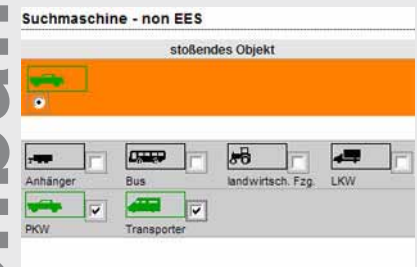 Suchmaschine - non EES
stoßendes Objekt
Anhänger Bus landwirtsch. Fzg. LKW
PKW Transporter